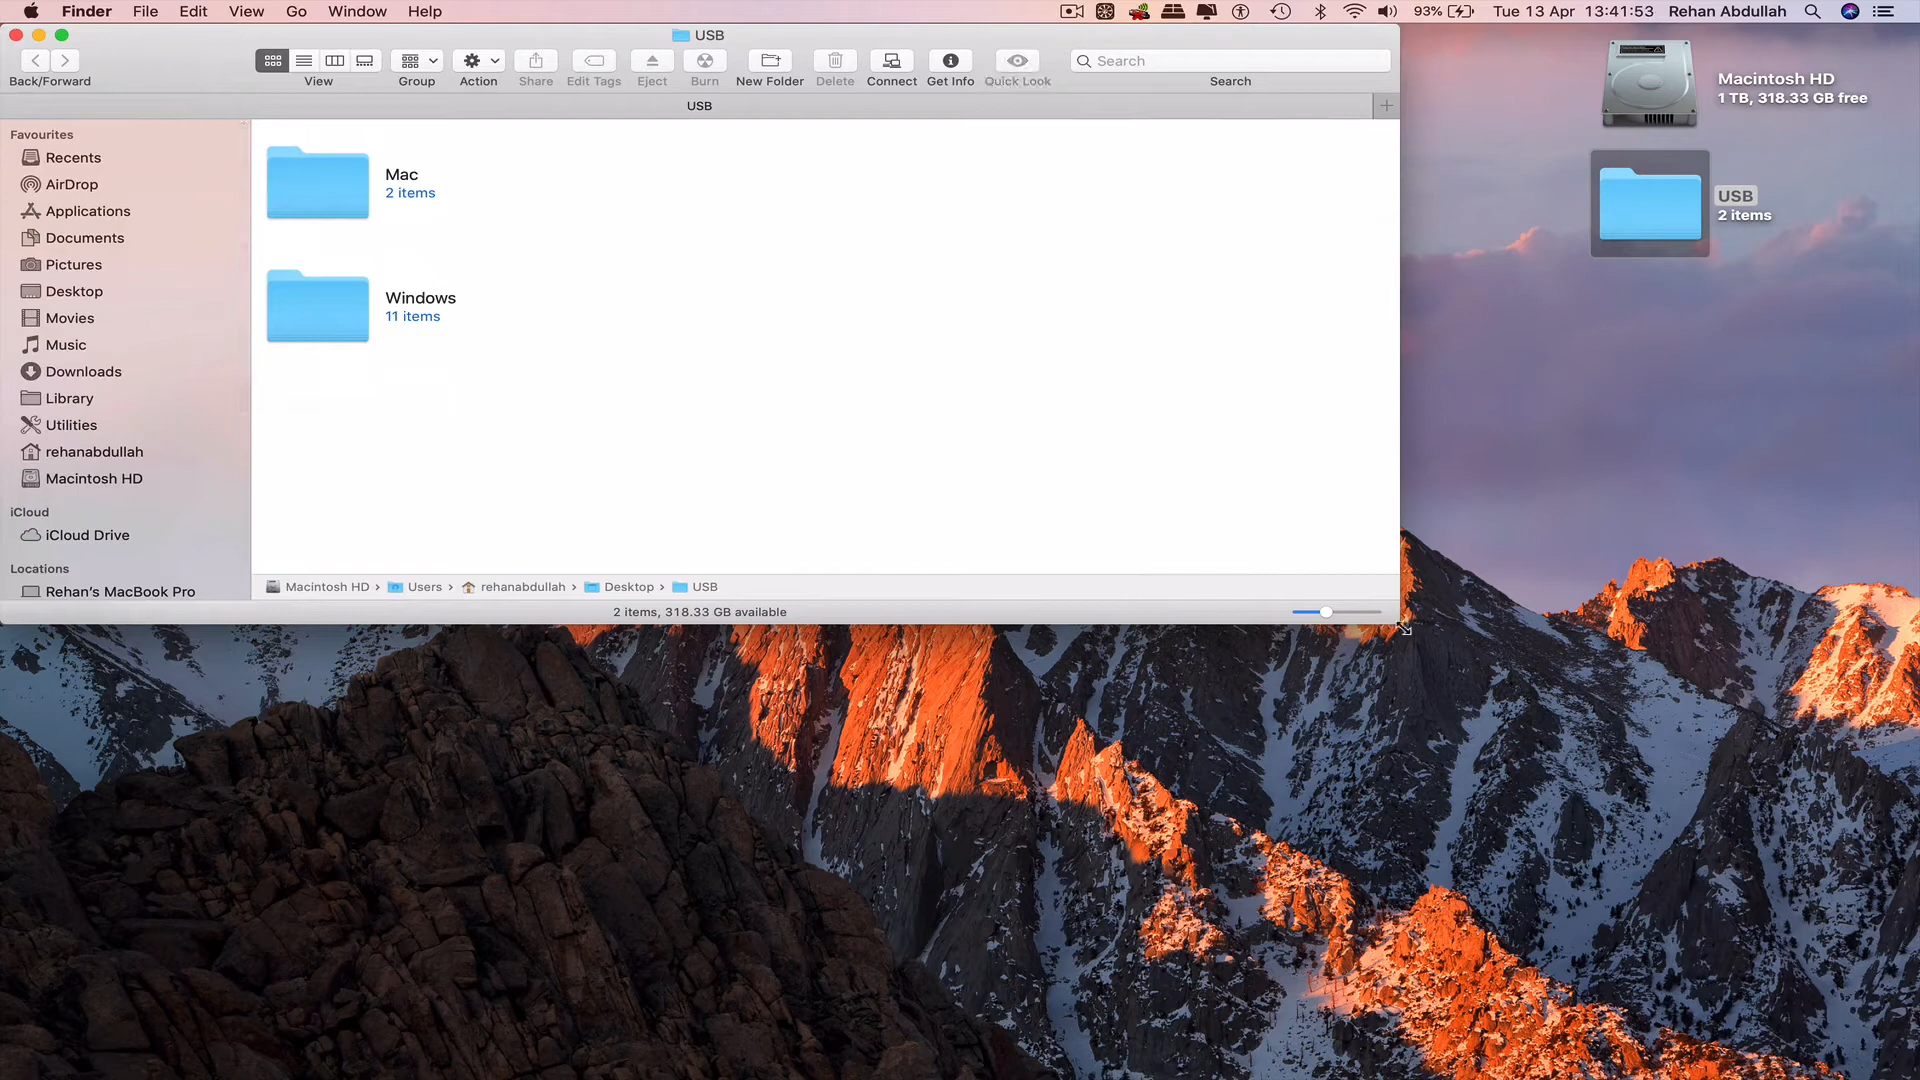 Finder File Edit View Go Window Help 93% Tue 13 Apr 13:41:53 Rehan Abdullah
USB
Back/Forward View Group Action Share Edit Tags Eject Burn New Folder Delete Connect Get Info Quick Look Search
Search
USB
Favourites
Recents
AirDrop
Applications
Documents
Pictures
Desktop
Movies
Music
Downloads
Library
Utilities
rehanabdullah
Macintosh HD
iCloud
iCloud Drive
Locations
Rehan's MacBook Pro
Mac
2 items
Windows
11 items
Macintosh HD › Users › rehanabdullah › Desktop › USB
2 items, 318.33 GB available
Macintosh HD
1 TB, 318.33 GB free
USB
2 items